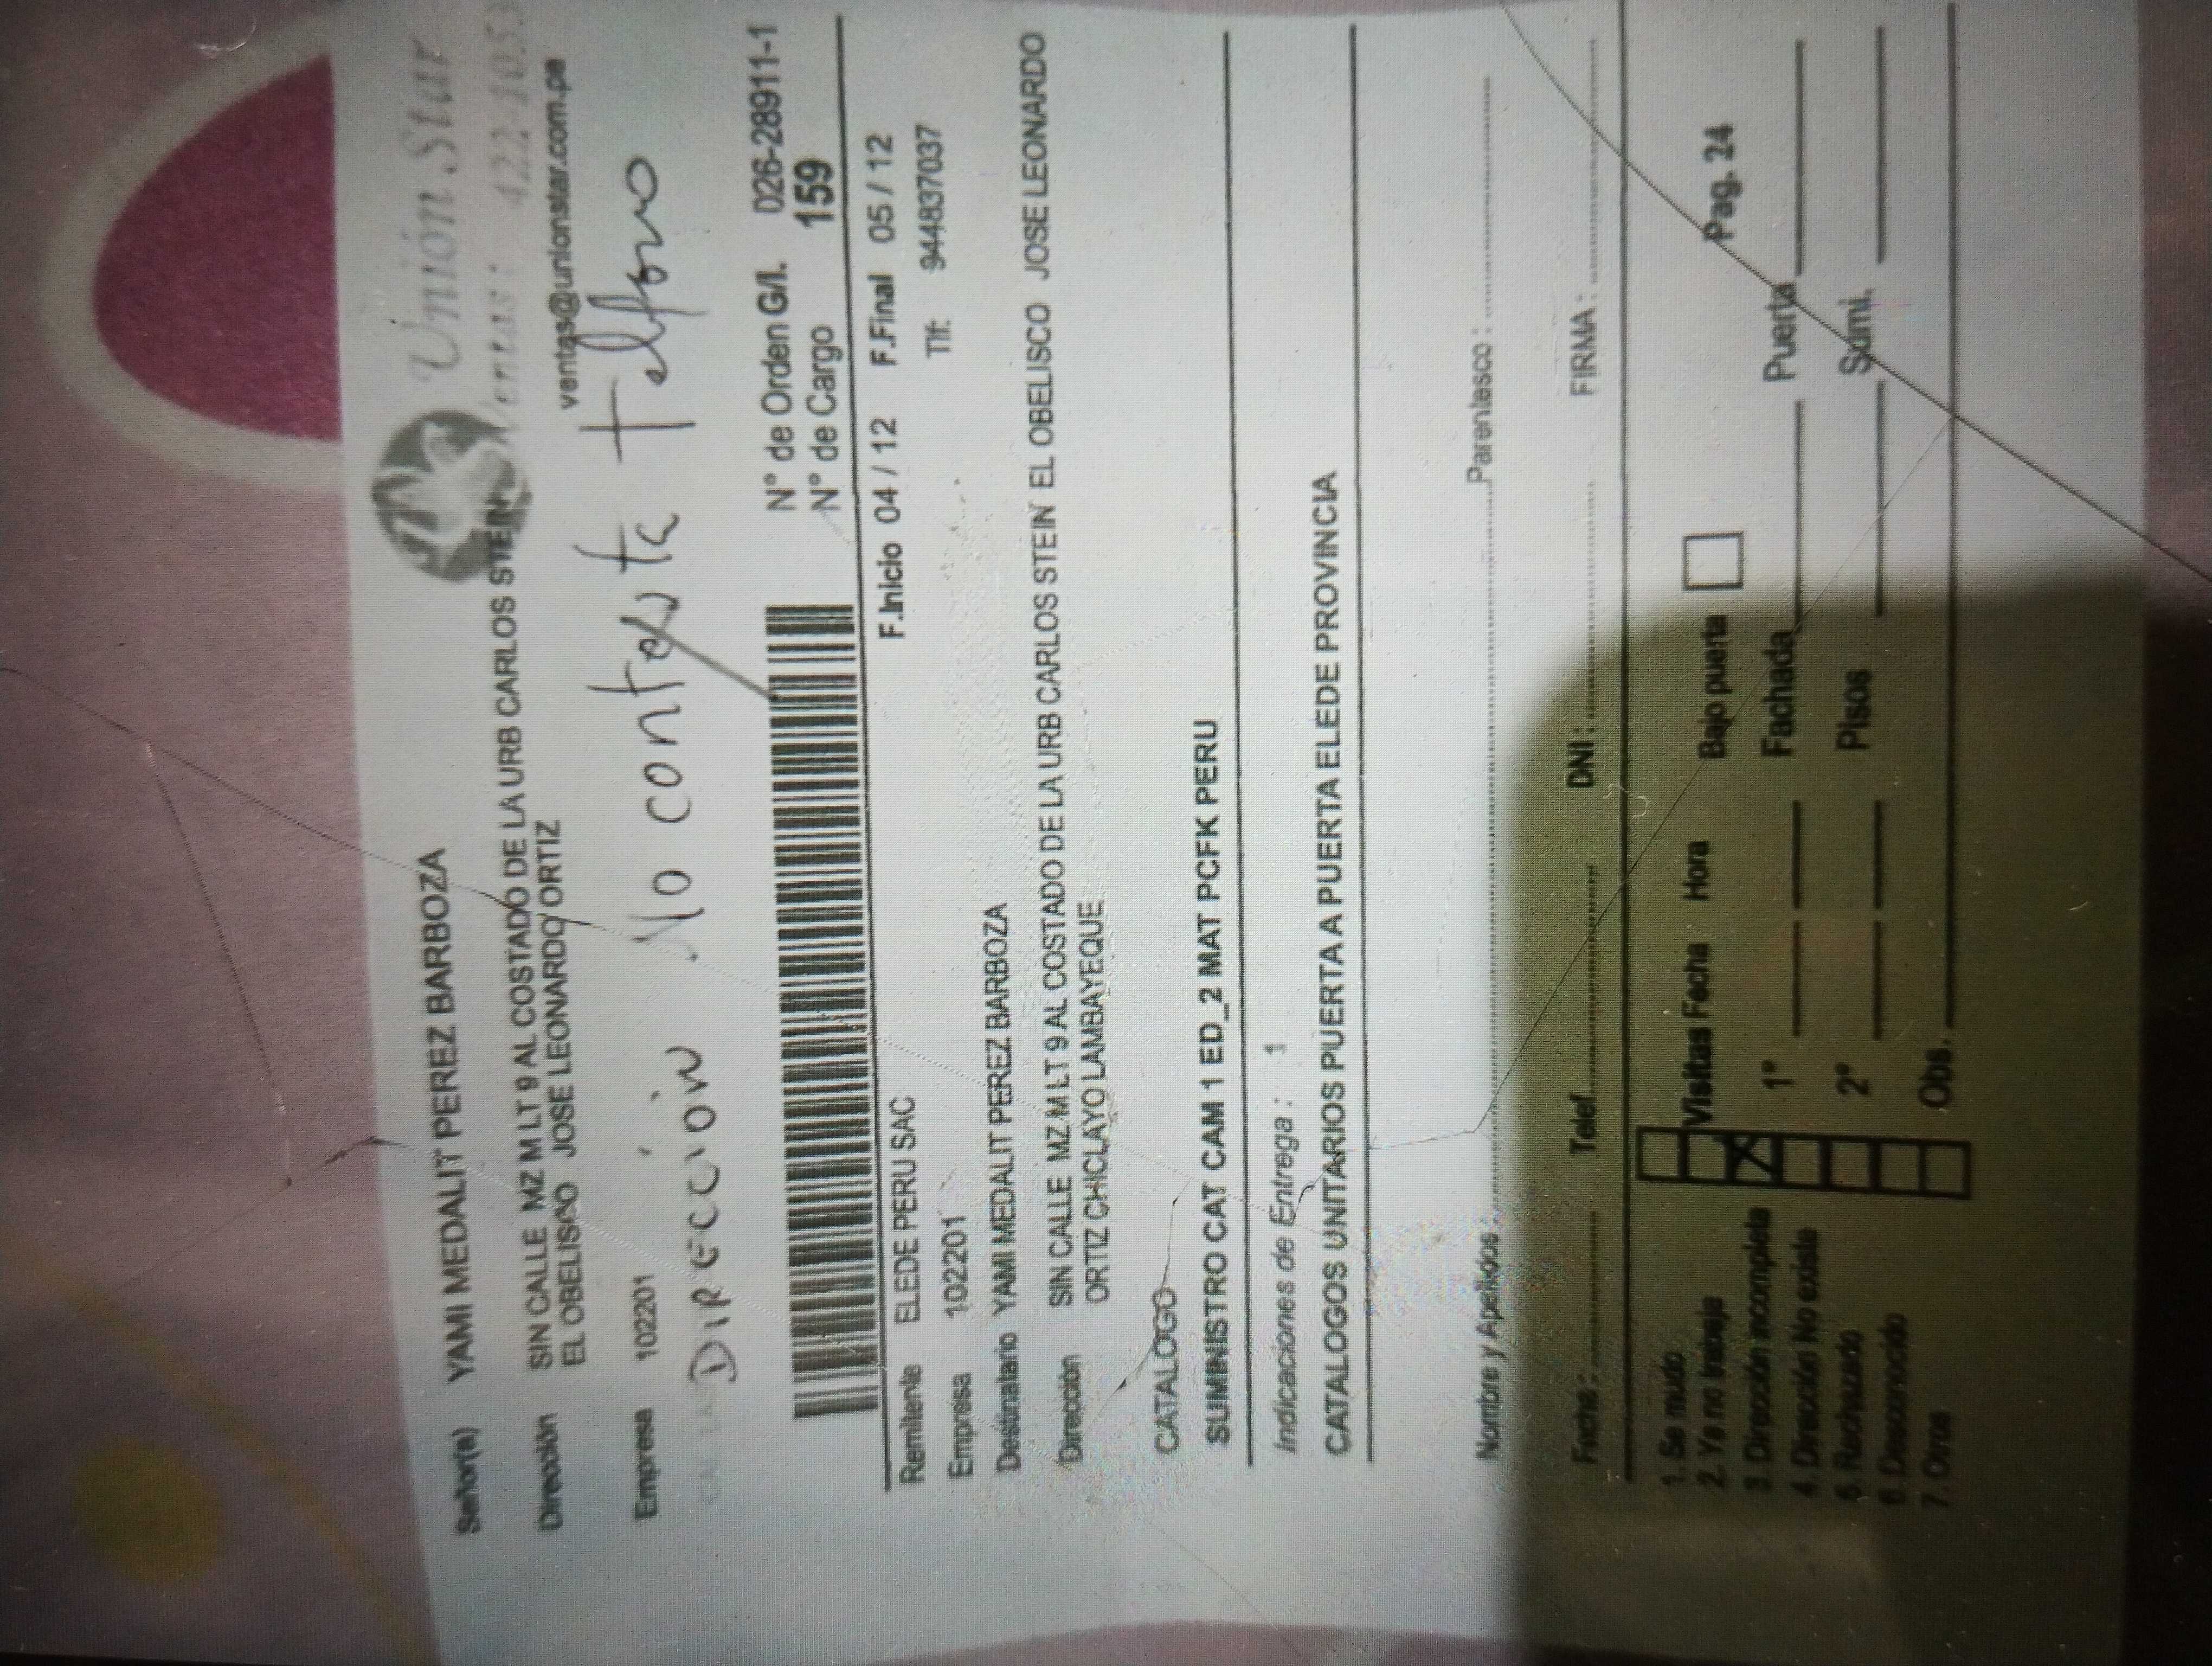 Unión Star
Ventas: 422-105
ventas@unionstar.com.pe
Señor(a) YAMI MEDALIT PEREZ BARBOZA
Dirección SIN CALLE MZ M LT 9 AL COSTADO DE LA URB CARLOS STEIN
EL OBELISCO JOSE LEONARDO ORTIZ
Empresa 102201
No contesta Telfono
DIRECCIÓN
N° de Orden G/I. 026-28911-1
N° de Cargo 159
F.Inicio 04 / 12 F.Final 05 / 12
Remitente ELEDE PERU SAC
Empresa 102201 Tlf: 944837037
Destinatario YAMI MEDALIT PEREZ BARBOZA
Dirección SIN CALLE MZ M LT 9 AL COSTADO DE LA URB CARLOS STEIN EL OBELISCO JOSE LEONARDO
ORTIZ CHICLAYO LAMBAYEQUE
CATALOGO
SUMINISTRO CAT CAM 1 ED_2 MAT PCFK PERU
Indicaciones de Entrega : 1
CATALOGOS UNITARIOS PUERTA A PUERTA ELEDE PROVINCIA
Nombre y Apellidos: Parentesco :
Fecha : Telef. DNI : FIRMA :
1. Se mudo
2. Ya no trabaja Visitas Fecha Hora Bajo puerta Pag. 24
3. Dirección incompleta X 1° Fachada Puerta
4. Dirección No existe
5. Rechazado 2° Pisos Sumi.
6. Desconocido
7. Otros Obs.